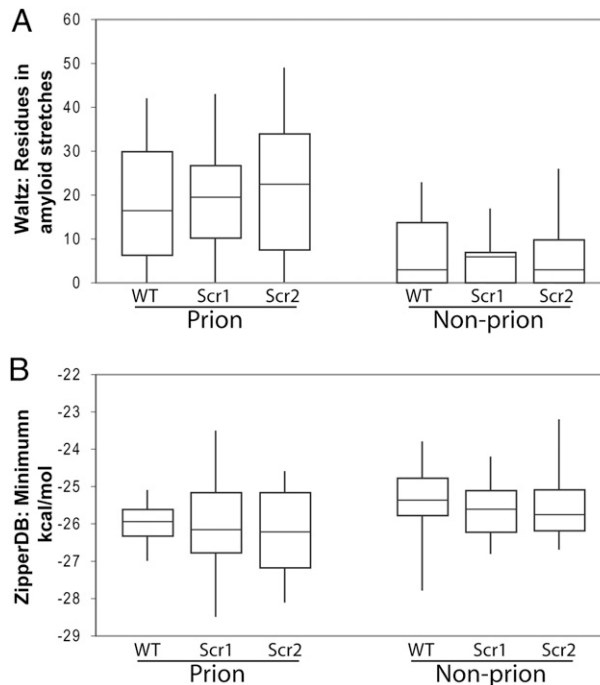 A
Waltz: Residues in
amyloid stretches
60
50
40
30
20
10
0
WT Scr1 Scr2 WT Scr1 Scr2
Prion Non-prion
B
ZipperDB: Minimumn
kcal/mol
-22
-23
-24
-25
-26
-27
-28
-29
WT Scr1 Scr2 WT Scr1 Scr2
Prion Non-prion